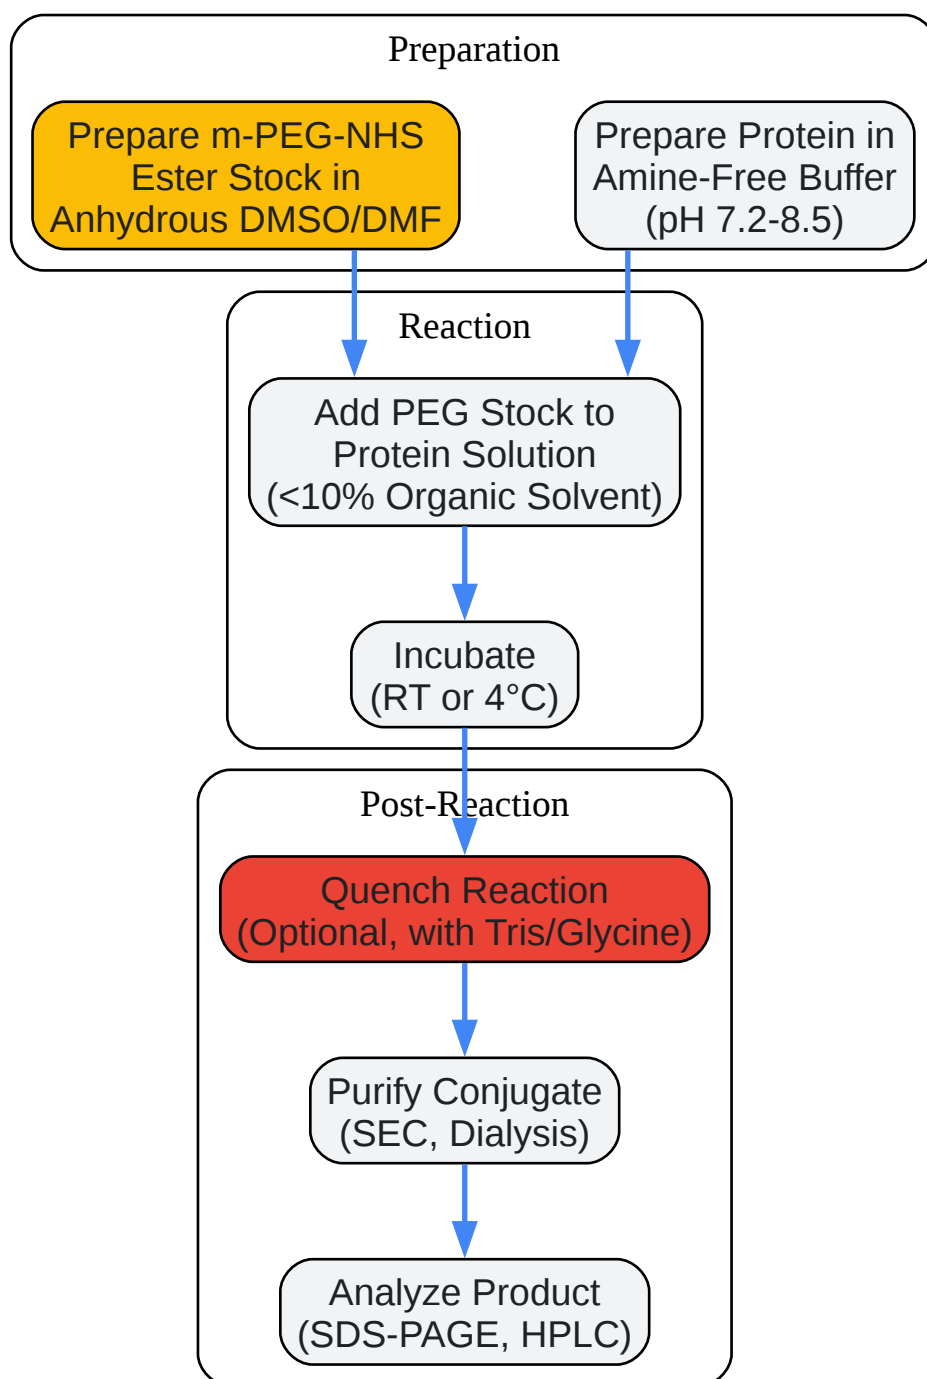 Preparation
Prepare m-PEG-NHS
Ester Stock in
Anhydrous DMSO/DMF
Prepare Protein in
Amine-Free Buffer
(pH 7.2-8.5)
Reaction
Add PEG Stock to
Protein Solution
(<10% Organic Solvent)
Incubate
(RT or 4°C)
Post-Reaction
Quench Reaction
(Optional, with Tris/Glycine)
Purify Conjugate
(SEC, Dialysis)
Analyze Product
(SDS-PAGE, HPLC)